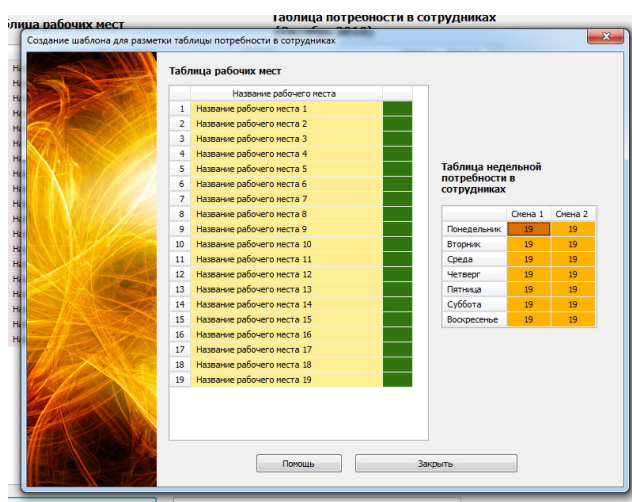 лица рабочих мест
Таблица потребности в сотрудниках
Создание шаблона для разметки таблицы потребности в сотрудниках
Таблица рабочих мест
Название рабочего места
1 Название рабочего места 1
2 Название рабочего места 2
3 Название рабочего места 3
4 Название рабочего места 4
5 Название рабочего места 5
6 Название рабочего места 6
7 Название рабочего места 7
8 Название рабочего места 8
9 Название рабочего места 9
10 Название рабочего места 10
11 Название рабочего места 11
12 Название рабочего места 12
13 Название рабочего места 13
14 Название рабочего места 14
15 Название рабочего места 15
16 Название рабочего места 16
17 Название рабочего места 17
18 Название рабочего места 18
19 Название рабочего места 19
Таблица недельной
потребности в
сотрудниках
Смена 1 Смена 2
Понедельник 19 19
Вторник 19 19
Среда 19 19
Четверг 19 19
Пятница 19 19
Суббота 19 19
Воскресенье 19 19
Помощь Закрыть